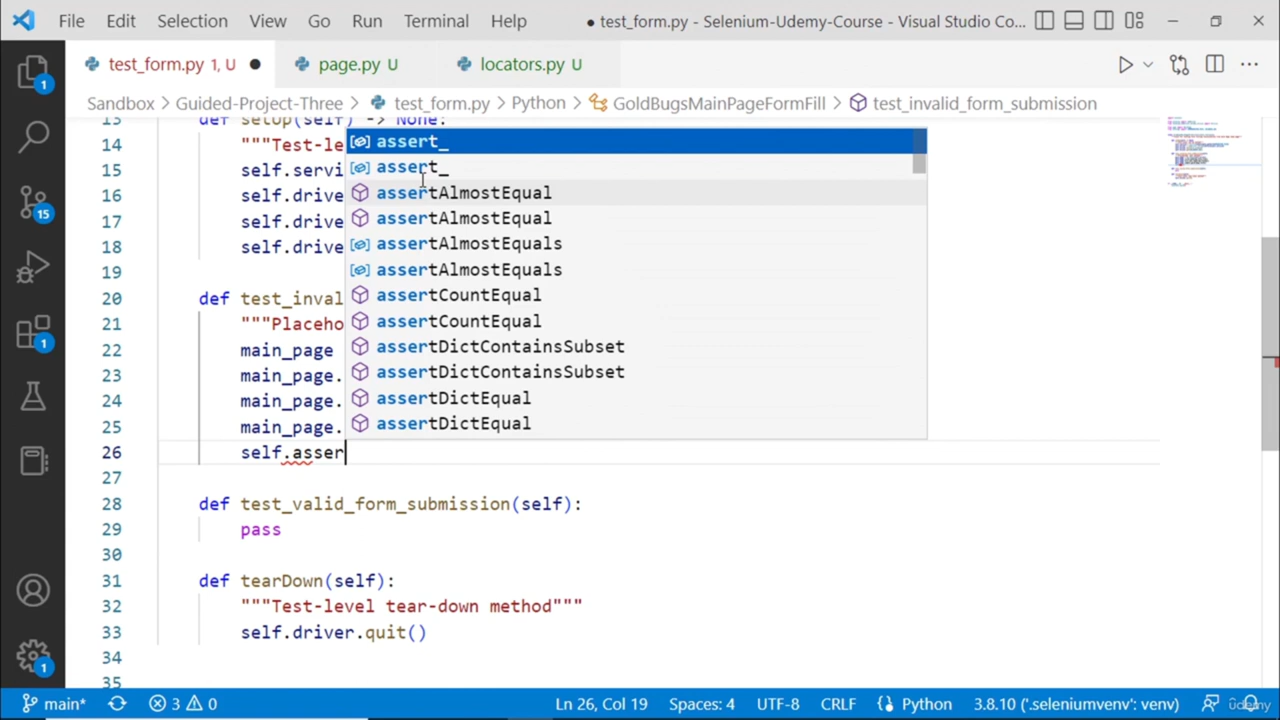 File Edit Selection View Go Run Terminal Help ● test_form.py - Selenium-Udemy-Course - Visual Studio Co...
test_form.py 1, U ● page.py U locators.py U
Sandbox > Guided-Project-Three > test_form.py > Python > GoldBugsMainPageFormFill > test_invalid_form_submission
13 def setup(self) -> None:
14 """Test-le
15 self.servi
16 self.drive
17 self.drive
18 self.drive
19
20 def test_inval
21 """Placeho
22 main_page
23 main_page.
24 main_page.
25 main_page.
26 self.asser
27
28 def test_valid_form_submission(self):
29 pass
30
31 def tearDown(self):
32 """Test-level tear-down method"""
33 self.driver.quit()
34
35
assert_
assert_
assertAlmostEqual
assertAlmostEqual
assertAlmostEquals
assertAlmostEquals
assertCountEqual
assertCountEqual
assertDictContainsSubset
assertDictContainsSubset
assertDictEqual
assertDictEqual
1
15
1
1
main* 3 0 Ln 26, Col 19 Spaces: 4 UTF-8 CRLF Python 3.8.10 ('.seleniumvenv': venv)
udemy